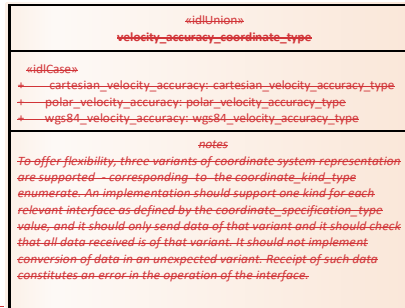 «idlUnion»
velocity_accuracy_coordinate_type
«idlCase»
+ cartesian_velocity_accuracy: cartesian_velocity_accuracy_type
+ polar_velocity_accuracy: polar_velocity_accuracy_type
+ wgs84_velocity_accuracy: wgs84_velocity_accuracy_type
notes
To offer flexibility, three variants of coordinate system representation
are supported - corresponding to the coordinate_kind_type
enumerate. An implementation should support one kind for each
relevant interface as defined by the coordinate_specification_type
value, and it should only send data of that variant and it should check
that all data received is of that variant. It should not implement
conversion of data in an unexpected variant. Receipt of such data
constitutes an error in the operation of the interface.